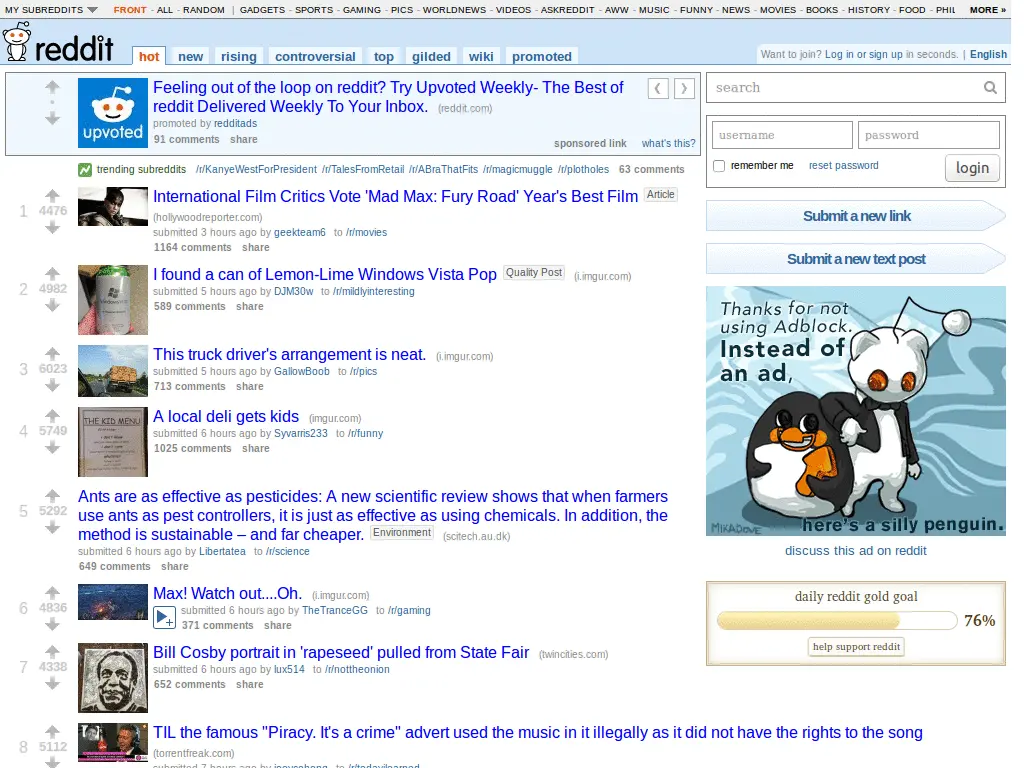 MY SUBREDDITS FRONT - ALL - RANDOM | GADGETS - SPORTS - GAMING - PICS - WORLDNEWS - VIDEOS - ASKREDDIT - AWW - MUSIC - FUNNY - NEWS - MOVIES - BOOKS - HISTORY - FOOD - PHIL MORE »
reddit hot new rising controversial top gilded wiki promoted
Want to join? Log in or sign up in seconds. | English
upvoted
Feeling out of the loop on reddit? Try Upvoted Weekly- The Best of
reddit Delivered Weekly To Your Inbox. (reddit.com)
promoted by redditads
91 comments share
sponsored link what's this?
trending subreddits /r/KanyeWestForPresident /r/TalesFromRetail /r/ABraThatFits /r/magicmuggle /r/plotholes 63 comments
1 4476
International Film Critics Vote 'Mad Max: Fury Road' Year's Best Film Article
(hollywoodreporter.com)
submitted 3 hours ago by geekteam6 to /r/movies
1164 comments share
2 4982
I found a can of Lemon-Lime Windows Vista Pop Quality Post (i.imgur.com)
submitted 5 hours ago by DJM30w to /r/mildlyinteresting
589 comments share
3 6023
This truck driver's arrangement is neat. (i.imgur.com)
submitted 5 hours ago by GallowBoob to /r/pics
713 comments share
4 5749
THE KID MENU
A local deli gets kids (imgur.com)
submitted 6 hours ago by Syvarris233 to /r/funny
1025 comments share
5 5292
Ants are as effective as pesticides: A new scientific review shows that when farmers
use ants as pest controllers, it is just as effective as using chemicals. In addition, the
method is sustainable – and far cheaper. Environment (scitech.au.dk)
submitted 6 hours ago by Libertatea to /r/science
649 comments share
6 4836
Max! Watch out....Oh. (i.imgur.com)
submitted 6 hours ago by TheTranceGG to /r/gaming
371 comments share
7 4338
Bill Cosby portrait in 'rapeseed' pulled from State Fair (twincities.com)
submitted 6 hours ago by lux514 to /r/nottheonion
652 comments share
8 5112
TIL the famous "Piracy. It's a crime" advert used the music in it illegally as it did not have the rights to the song
(torrentfreak.com)
submitted 7 hours ago by to /r/todayilearned
search
username password
remember me reset password login
Submit a new link
Submit a new text post
Thanks for not
using Adblock.
Instead of
an ad,
MIKADOVE
here's a silly penguin.
discuss this ad on reddit
daily reddit gold goal
76%
help support reddit